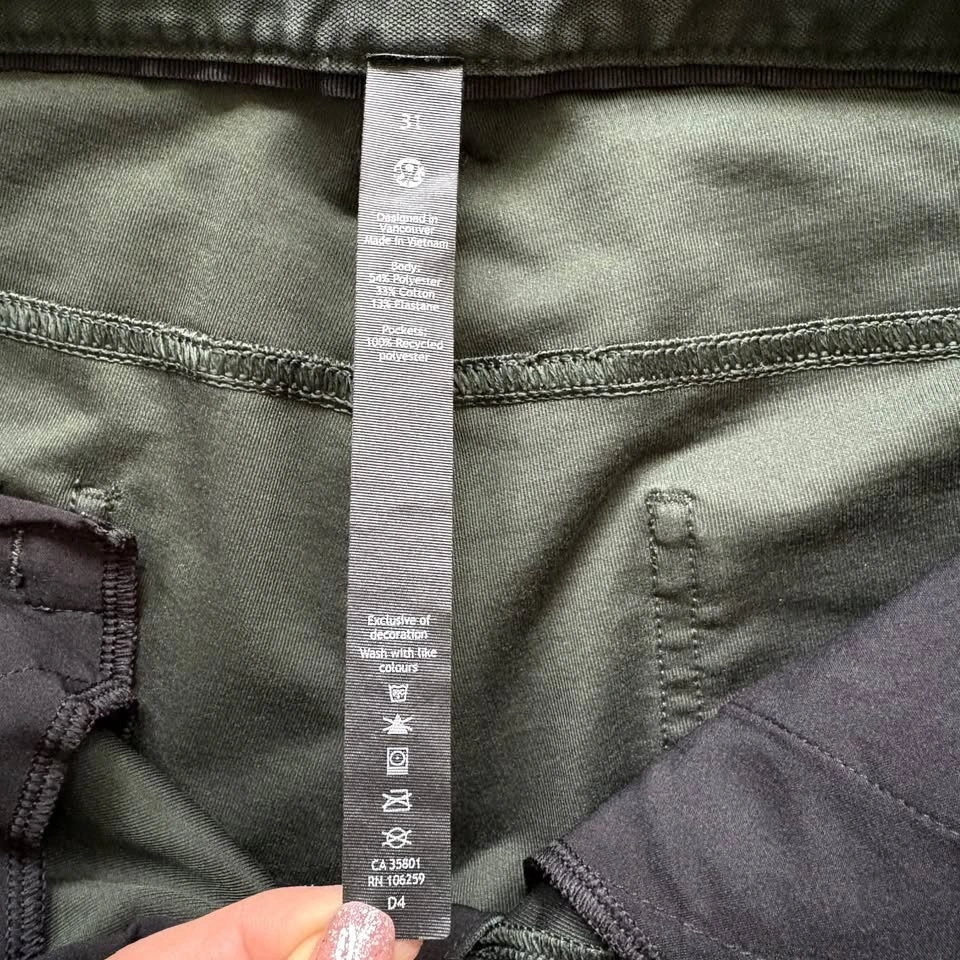 31
Designed in
Vancouver
Made in Vietnam
Body:
54% Polyester
33% Cotton
13% Elastane
Pockets:
100% Recycled
polyester
Exclusive of
decoration
Wash with like
colours
CA 35801
RN 106259
D4